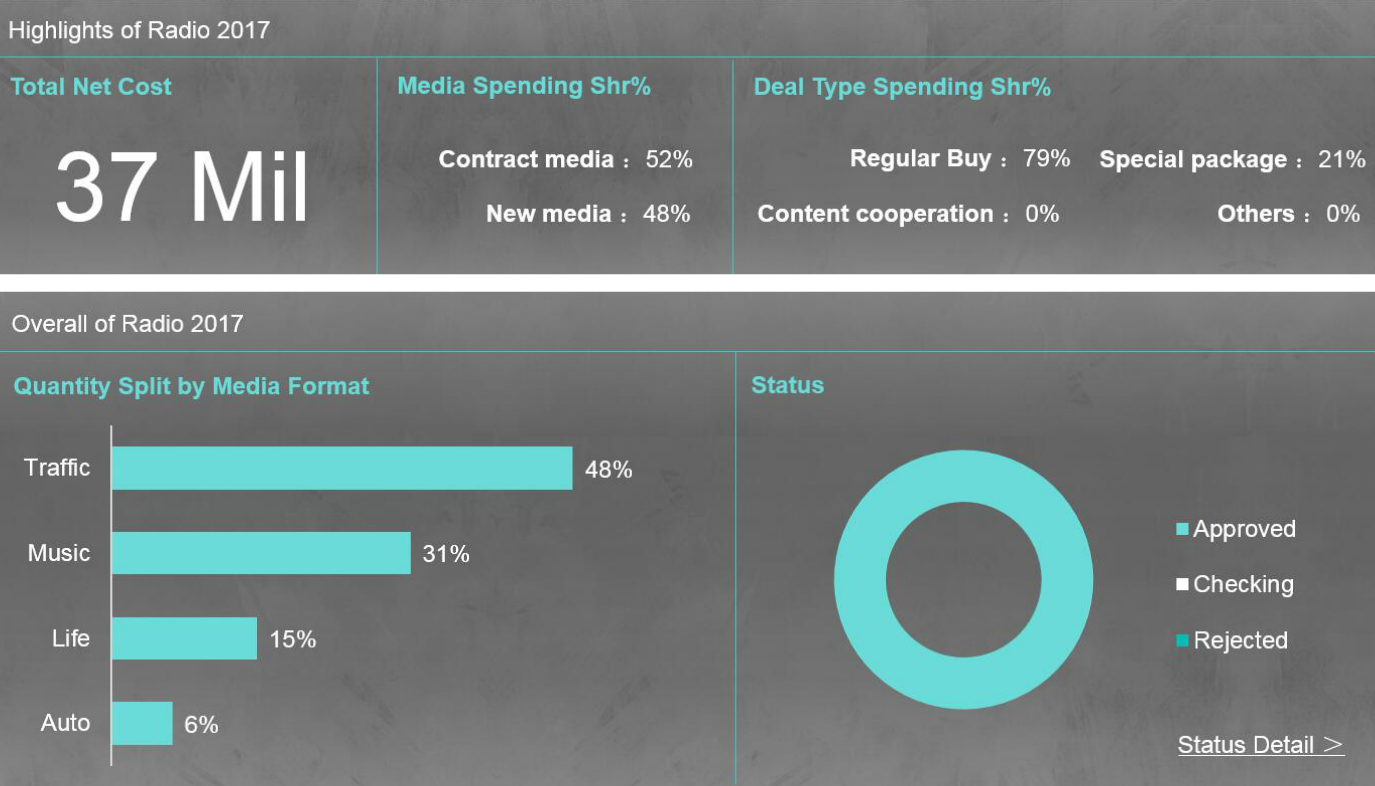 Highlights of Radio 2017
Total Net Cost
37 Mil
Media Spending Shr%
Contract media：52%
New media：48%
Deal Type Spending Shr%
Regular Buy：79% Special package：21%
Content cooperation：0% Others：0%
Overall of Radio 2017
Quantity Split by Media Format
Traffic 48%
Music 31%
Life 15%
Auto 6%
Status
Approved
Checking
Rejected
Status Detail ＞